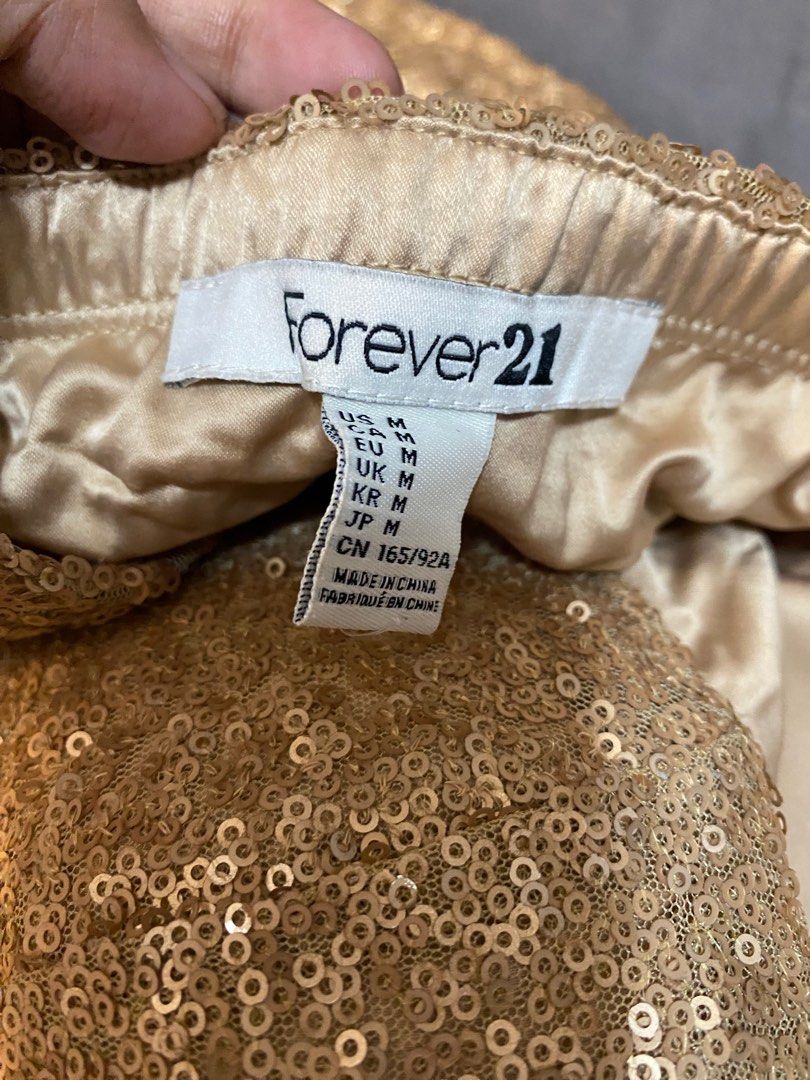 Forever21
US M
CA M
EU M
UK M
KR M
JP M
CN 165/92A
MADE IN CHINA
FABRIQUÉ EN CHINE